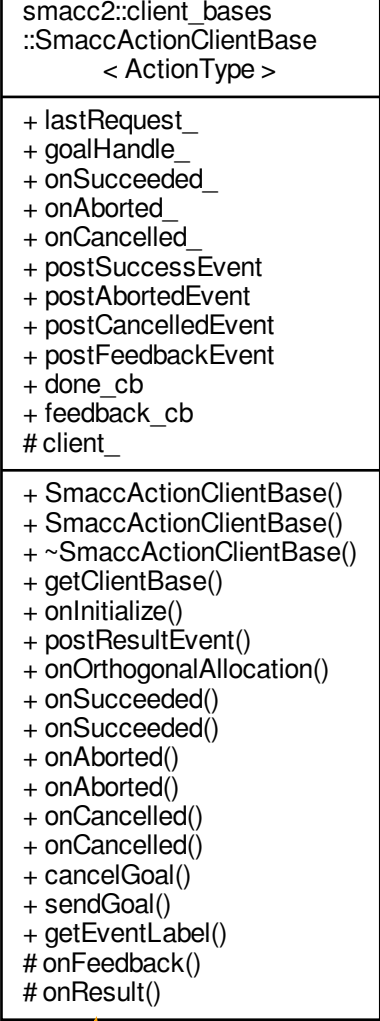 smacc2::client_bases
::SmaccActionClientBase
< ActionType >
+ lastRequest_
+ goalHandle_
+ onSucceeded_
+ onAborted_
+ onCancelled_
+ postSuccessEvent
+ postAbortedEvent
+ postCancelledEvent
+ postFeedbackEvent
+ done_cb
+ feedback_cb
# client_
+ SmaccActionClientBase()
+ SmaccActionClientBase()
+ ~SmaccActionClientBase()
+ getClientBase()
+ onInitialize()
+ postResultEvent()
+ onOrthogonalAllocation()
+ onSucceeded()
+ onSucceeded()
+ onAborted()
+ onAborted()
+ onCancelled()
+ onCancelled()
+ cancelGoal()
+ sendGoal()
+ getEventLabel()
# onFeedback()
# onResult()